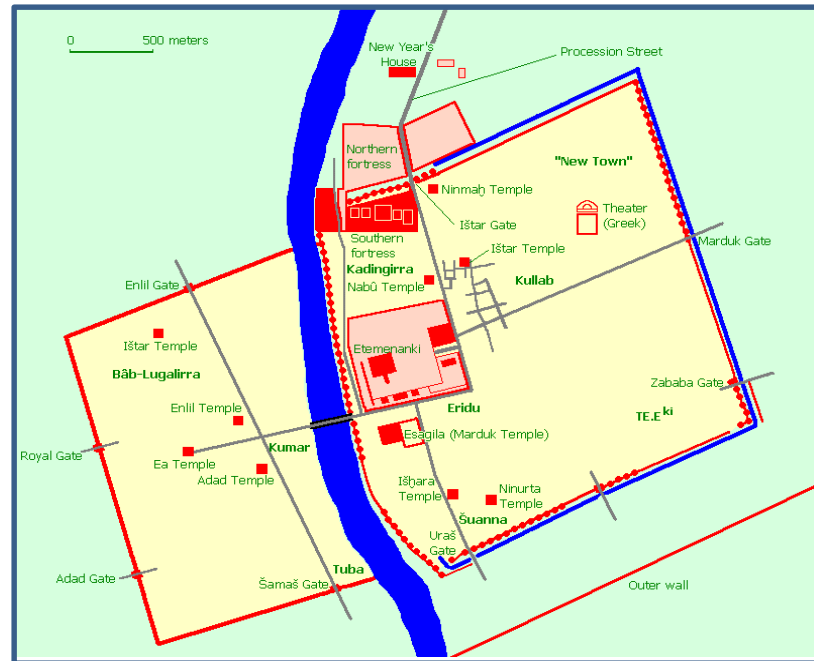 0 500 meters
New Year's
House
Procession Street
Northern
fortress
"New Town"
Ninmaḫ Temple
Theater
(Greek)
Ištar Gate
Southern
fortress
Ištar Temple
Marduk Gate
Kadingirra
Nabû Temple
Kullab
Enlil Gate
Ištar Temple
Etemenanki
Bâb-Lugalirra
Zababa Gate
Enlil Temple
Eridu
TE.E ki
Kumar
Esagila (Marduk Temple)
Royal Gate
Ea Temple
Adad Temple
Išḫara
Temple
Ninurta
Temple
Šuanna
Uraš
Gate
Tuba
Adad Gate
Šamaš Gate
Outer wall